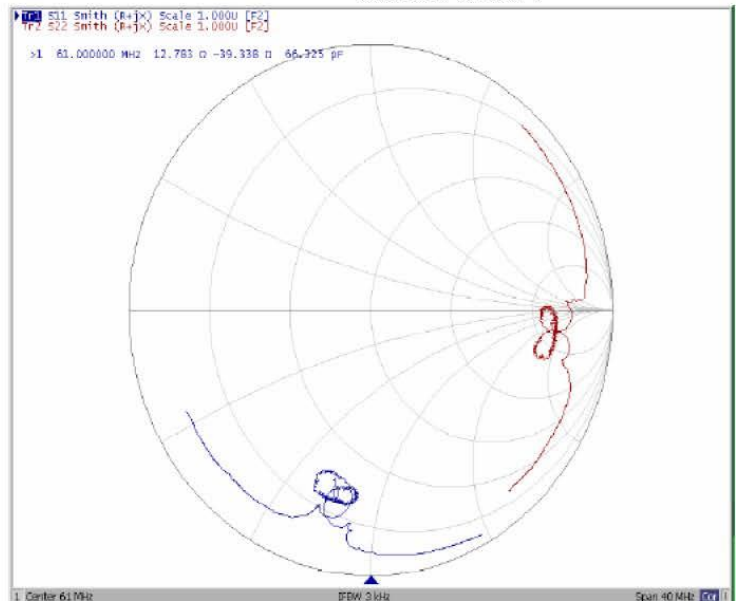 Tr1 S11 Smith (R+jX) Scale 1.000U [F2]
Tr2 S22 Smith (R+jX) Scale 1.000U [F2]
>1 61.000000 MHz 12.783 Ω -39.338 Ω 66.325 pF
1 Center 61 MHz IFBW 3 kHz Span 40 MHz Cor !